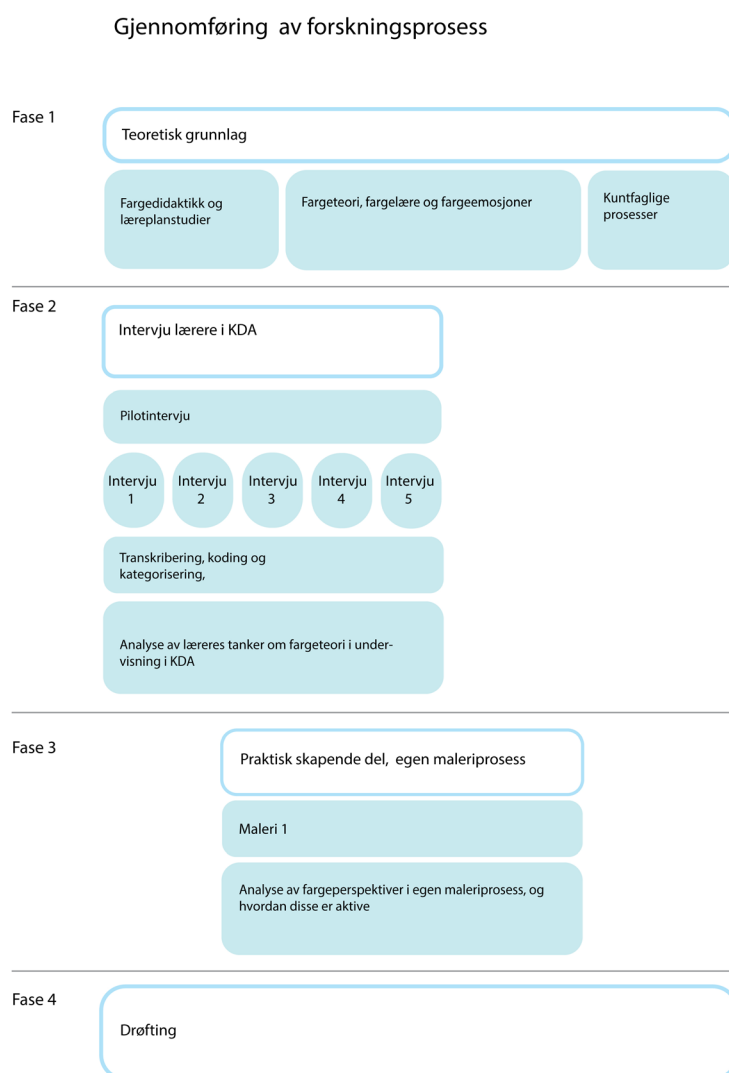 Gjennomføring av forskningsprosess
Fase 1
Teoretisk grunnlag
Fargedidaktikk og
læreplanstudier
Fargeteori, fargelære og fargeemosjoner
Kuntfaglige
prosesser
Fase 2
Intervju lærere i KDA
Pilotintervju
Intervju
1
Intervju
2
Intervju
3
Intervju
4
Intervju
5
Transkribering, koding og
kategorisering,
Analyse av læreres tanker om fargeteori i under-
visning i KDA
Fase 3
Praktisk skapende del, egen maleriprosess
Maleri 1
Analyse av fargeperspektiver i egen maleriprosess, og
hvordan disse er aktive
Fase 4
Drøfting